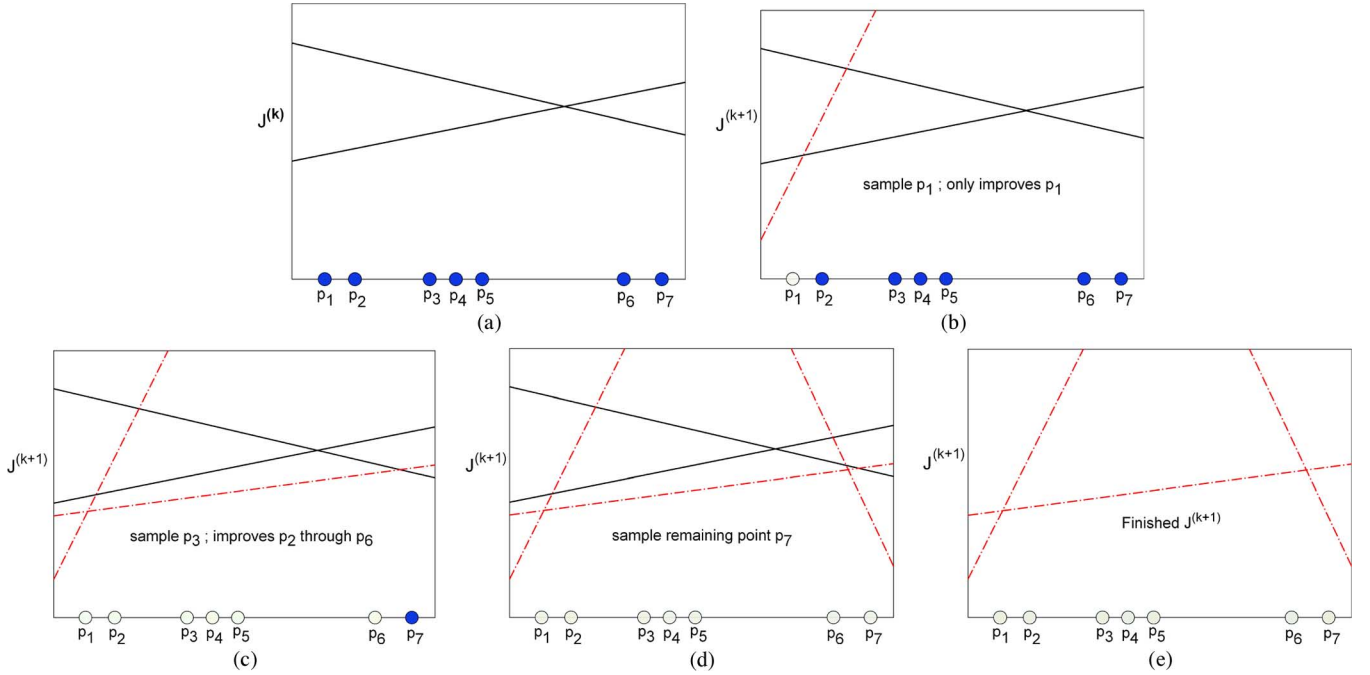 J(k)
p1 p2 p3 p4 p5 p6 p7
(a)
J(k+1)
sample p1 ; only improves p1
p1 p2 p3 p4 p5 p6 p7
(b)
J(k+1)
sample p3 ; improves p2 through p6
p1 p2 p3 p4 p5 p6 p7
(c)
J(k+1)
sample remaining point p7
p1 p2 p3 p4 p5 p6 p7
(d)
J(k+1)
Finished J(k+1)
p1 p2 p3 p4 p5 p6 p7
(e)